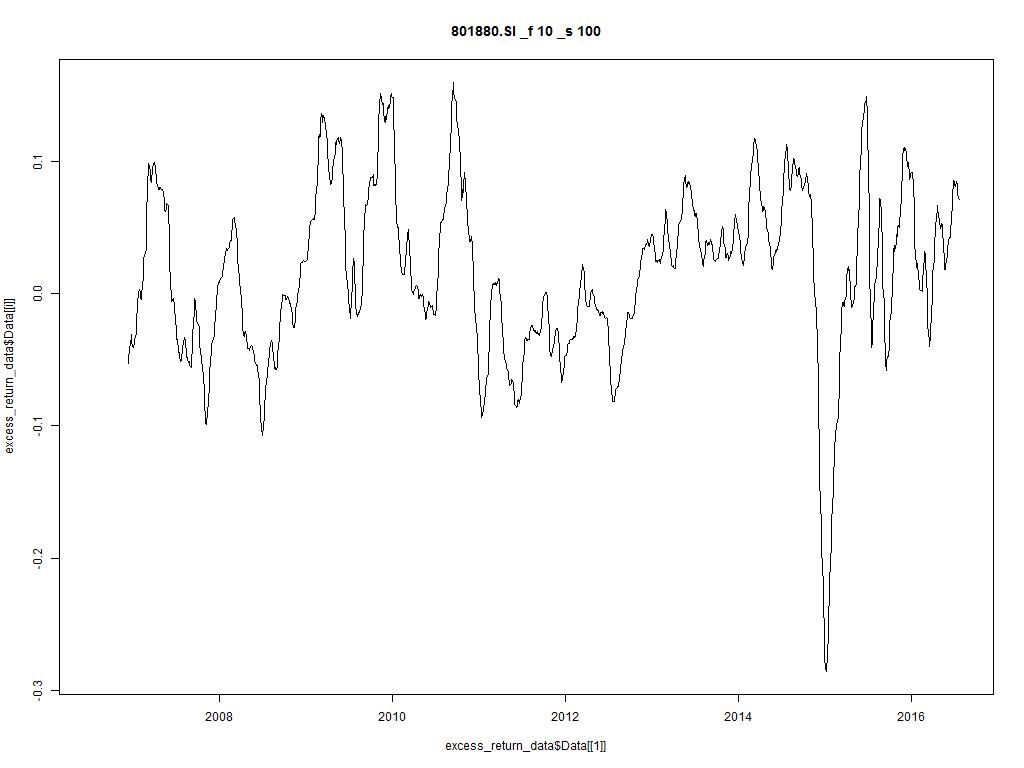 801880.SI _f 10 _s 100
excess_return_data$Data[[i]]
0.1
0.0
-0.1
-0.2
-0.3
2008 2010 2012 2014 2016
excess_return_data$Data[[1]]